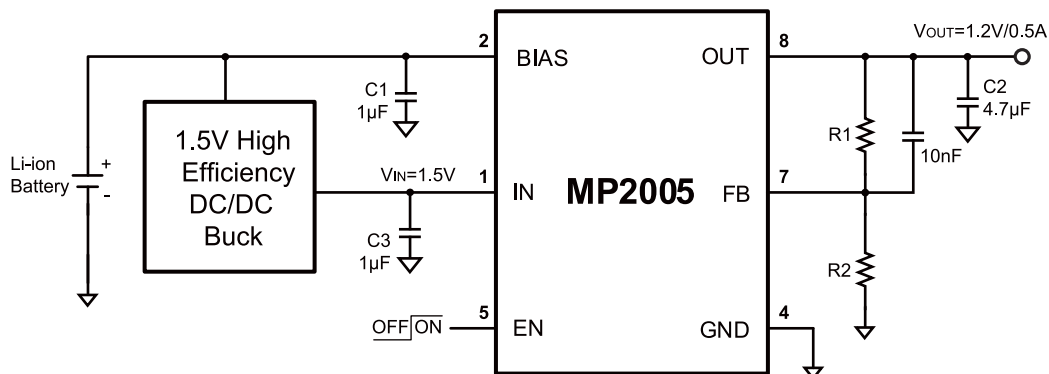 VOUT=1.2V/0.5A
2
BIAS
OUT
8
C1
1µF
C2
4.7µF
R1
10nF
1.5V High
Efficiency
DC/DC
Buck
Li-ion
Battery
+
-
VIN=1.5V
1
IN
MP2005
FB
7
C3
1µF
R2
OFF ON
5
EN
GND
4